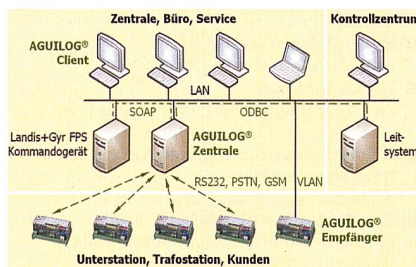 Zentrale, Büro, Service
Kontrollzentrum
AGUILOG®
Client
LAN
SOAP
ODBC
Landis+Gyr FPS
Kommandogerät
AGUILOG®
Zentrale
Leit-
system
RS232, PSTN, GSM
VLAN
AGUILOG®
Empfänger
Unterstation, Trafostation, Kunden